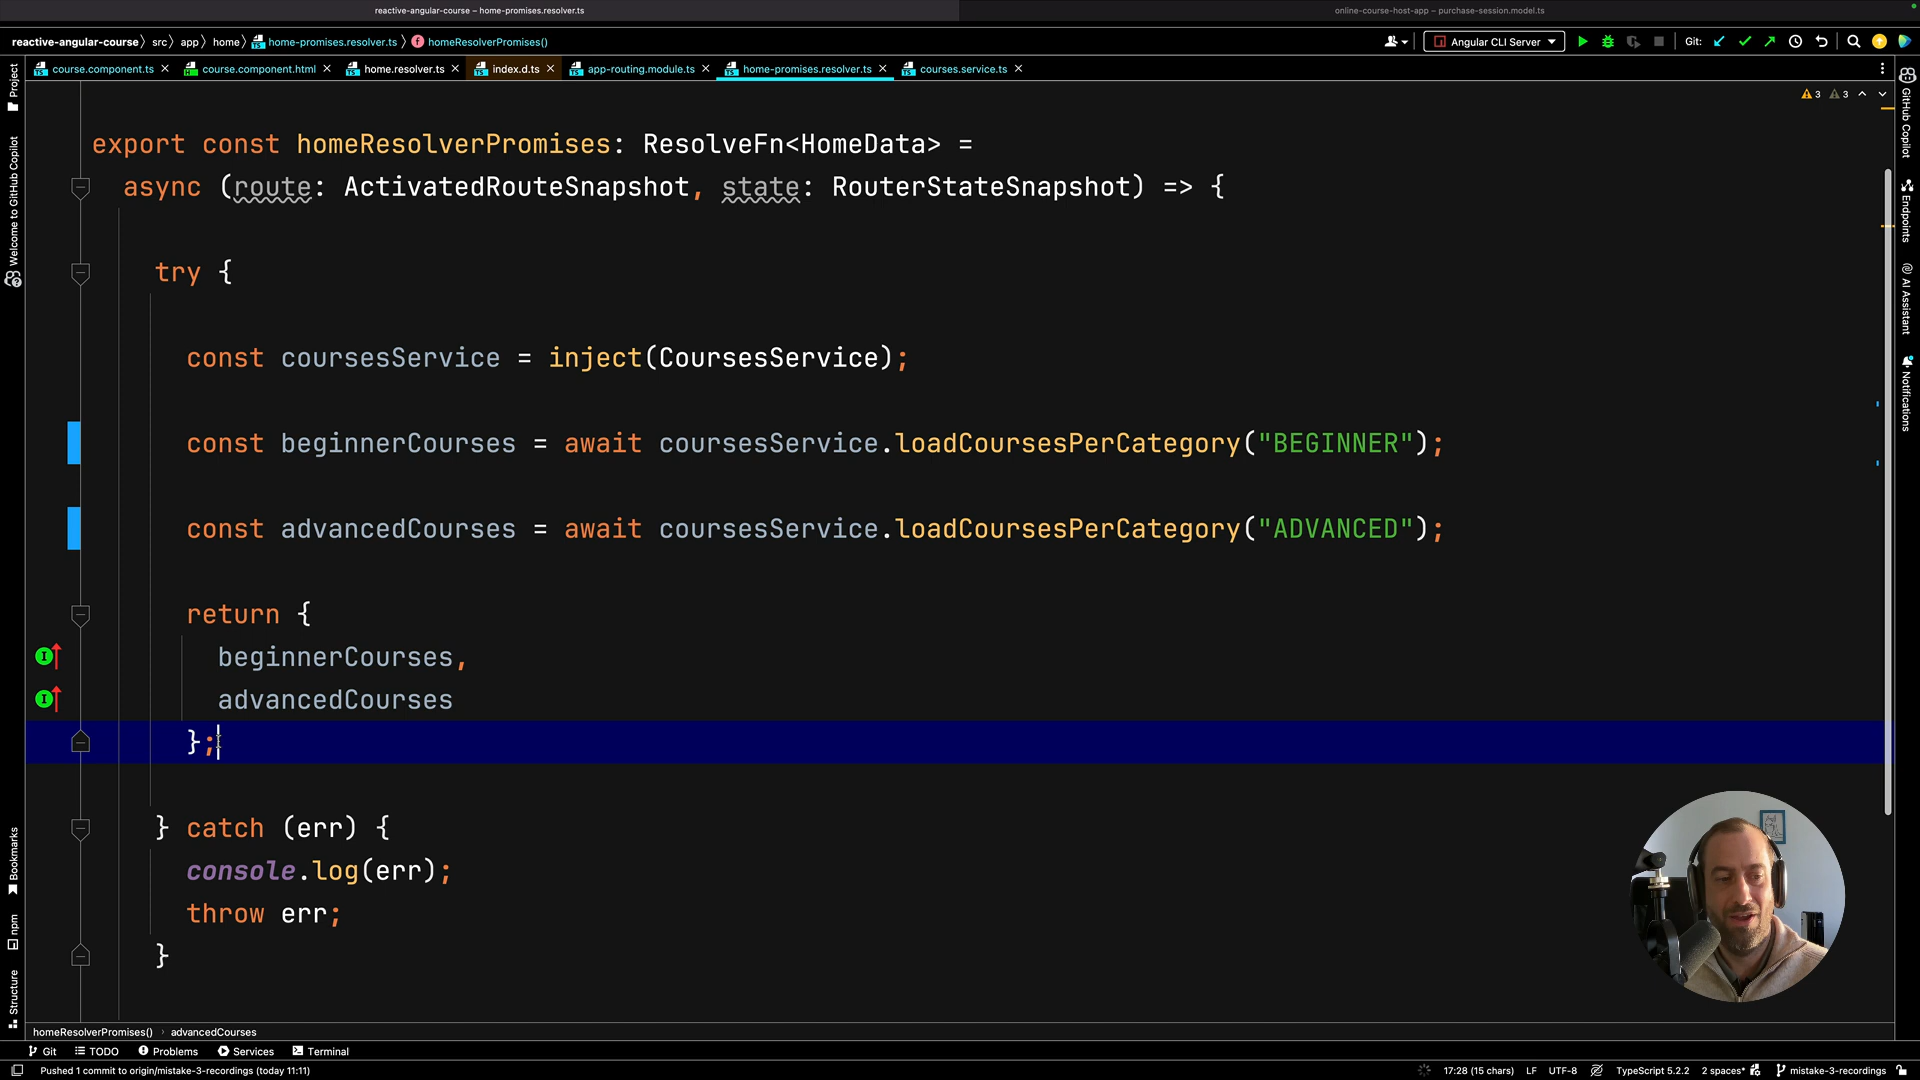 reactive-angular-course – home-promises.resolver.ts
online-course-host-app – purchase-session.model.ts
reactive-angular-course src app home home-promises.resolver.ts homeResolverPromises()
Angular CLI Server
Git:
course.component.ts
course.component.html
home.resolver.ts
index.d.ts
app-routing.module.ts
home-promises.resolver.ts
courses.service.ts
3 3
export const homeResolverPromises: ResolveFn<HomeData> =
async (route: ActivatedRouteSnapshot, state: RouterStateSnapshot) => {
try {
const coursesService = inject(CoursesService);
const beginnerCourses = await coursesService.loadCoursesPerCategory("BEGINNER");
const advancedCourses = await coursesService.loadCoursesPerCategory("ADVANCED");
return {
beginnerCourses,
advancedCourses
};
} catch (err) {
console.log(err);
throw err;
}
Project
Welcome to GitHub Copilot
Bookmarks
npm
Structure
GitHub Copilot
Endpoints
AI Assistant
Notifications
homeResolverPromises() › advancedCourses
Git
TODO
Problems
Services
Terminal
Pushed 1 commit to origin/mistake-3-recordings (today 11:11)
17:28 (15 chars)
LF
UTF-8
TypeScript 5.2.2
2 spaces*
mistake-3-recordings